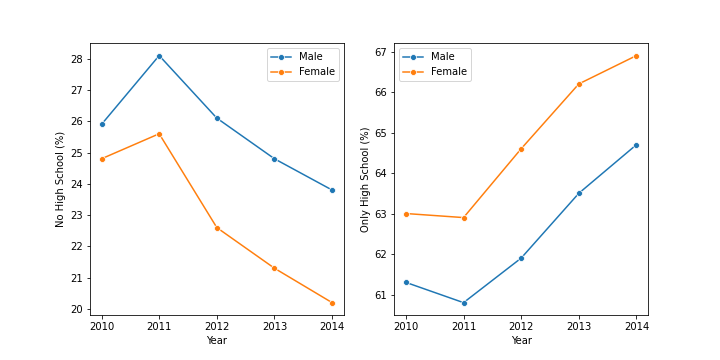 Male
Female
28
27
26
25
24
23
22
21
20
No High School (%)
2010 2011 2012 2013 2014
Year
Male
Female
67
66
65
64
63
62
61
Only High School (%)
2010 2011 2012 2013 2014
Year